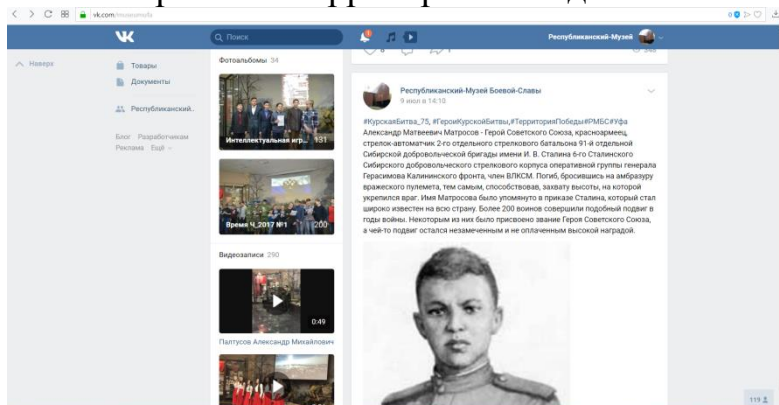 vk.com/museumufa
Поиск
Республиканский-Музей
Наверх
Товары
Документы
Республиканский..
Блог Разработчикам
Реклама Ещё
Фотоальбомы 34
Интеллектуальная игр... 131
Время Ч_2017 №1 200
Видеозаписи 290
0:49
Палтусов Александр Михайлович
Республиканский-Музей Боевой-Славы
9 июл в 14:10
#КурскаяБитва_75, #ГероиКурскойБитвы,#ТерриторияПобеды#РМБС#Уфа
Александр Матвеевич Матросов - Герой Советского Союза, красноармеец,
стрелок-автоматчик 2-го отдельного стрелкового батальона 91-й отдельной
Сибирской добровольческой бригады имени И. В. Сталина 6-го Сталинского
Сибирского добровольческого стрелкового корпуса оперативной группы генерала
Герасимова Калининского фронта, член ВЛКСМ. Погиб, бросившись на амбразуру
вражеского пулемета, тем самым, способствовав, захвату высоты, на которой
укрепился враг. Имя Матросова было упомянуто в приказе Сталина, который стал
широко известен на всю страну. Более 200 воинов совершили подобный подвиг в
годы войны. Некоторым из них было присвоено звание Героя Советского Союза,
а чей-то подвиг остался незамеченным и не оплаченным высокой наградой.
119